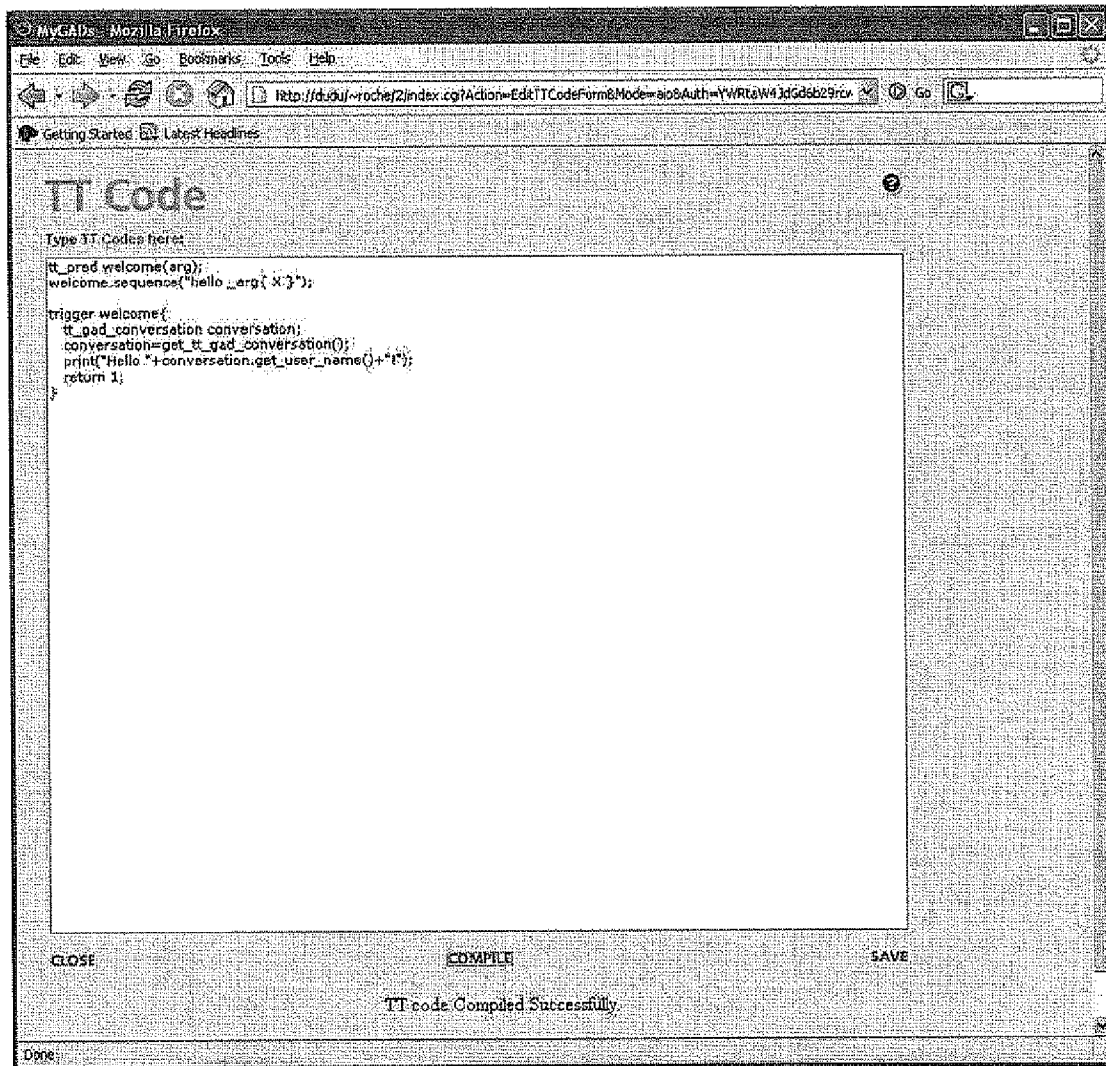 MyGADs - Mozilla Firefox
File Edit View Go Bookmarks Tools Help
Go
Getting Started Latest Headlines
TT Code
Type TT Codes here:
tt_pred welcome(arg);
welcome.sequence("hello _arg{ X }");
trigger welcome{
tt_gad_conversation conversation;
conversation=get_tt_gad_conversation();
print("Hello "+conversation.get_user_name()+"!");
return 1;
}
CLOSE COMPILE SAVE
TT code Compiled Successfully.
Done